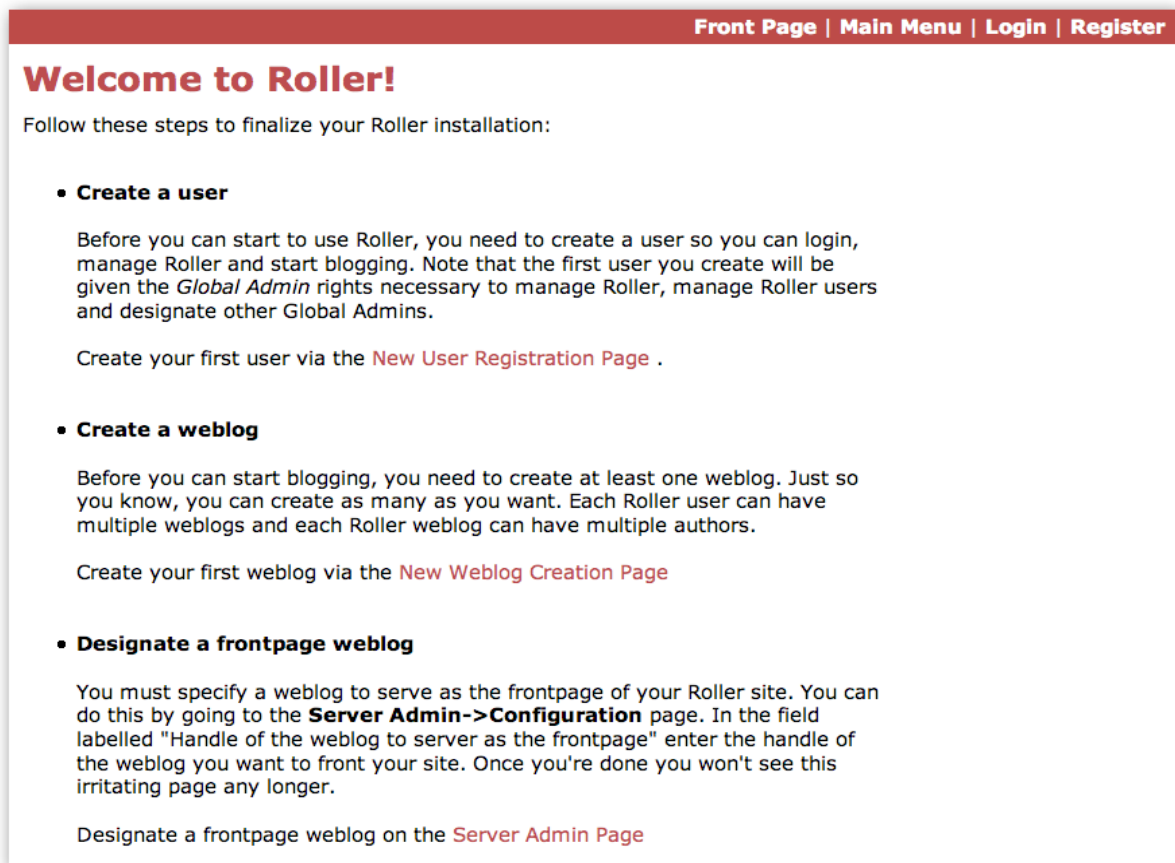 Front Page | Main Menu | Login | Register
Welcome to Roller!
Follow these steps to finalize your Roller installation:
• Create a user
Before you can start to use Roller, you need to create a user so you can login,
manage Roller and start blogging. Note that the first user you create will be
given the Global Admin rights necessary to manage Roller, manage Roller users
and designate other Global Admins.
Create your first user via the New User Registration Page .
• Create a weblog
Before you can start blogging, you need to create at least one weblog. Just so
you know, you can create as many as you want. Each Roller user can have
multiple weblogs and each Roller weblog can have multiple authors.
Create your first weblog via the New Weblog Creation Page
• Designate a frontpage weblog
You must specify a weblog to serve as the frontpage of your Roller site. You can
do this by going to the Server Admin->Configuration page. In the field
labelled "Handle of the weblog to server as the frontpage" enter the handle of
the weblog you want to front your site. Once you're done you won't see this
irritating page any longer.
Designate a frontpage weblog on the Server Admin Page